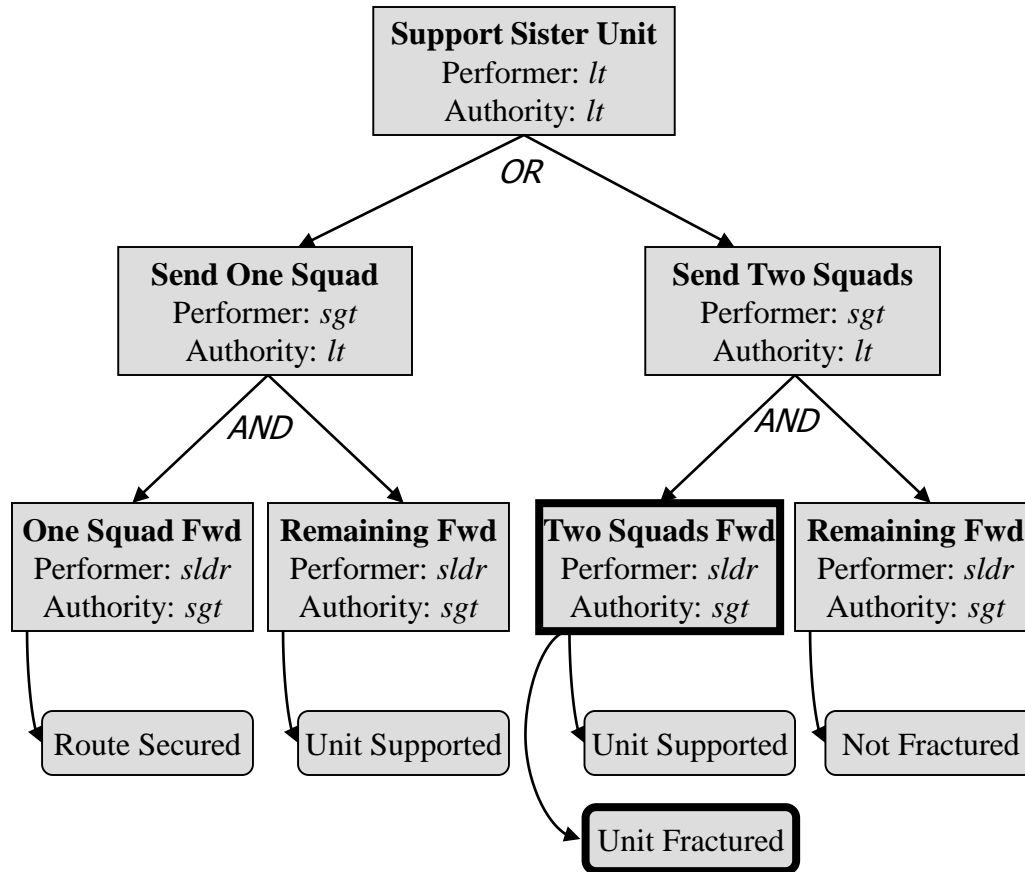 Support Sister Unit
Performer: lt
Authority: lt
OR
Send One Squad
Performer: sgt
Authority: lt
Send Two Squads
Performer: sgt
Authority: lt
AND
AND
One Squad Fwd
Performer: sldr
Authority: sgt
Remaining Fwd
Performer: sldr
Authority: sgt
Two Squads Fwd
Performer: sldr
Authority: sgt
Remaining Fwd
Performer: sldr
Authority: sgt
Route Secured
Unit Supported
Unit Supported
Not Fractured
Unit Fractured